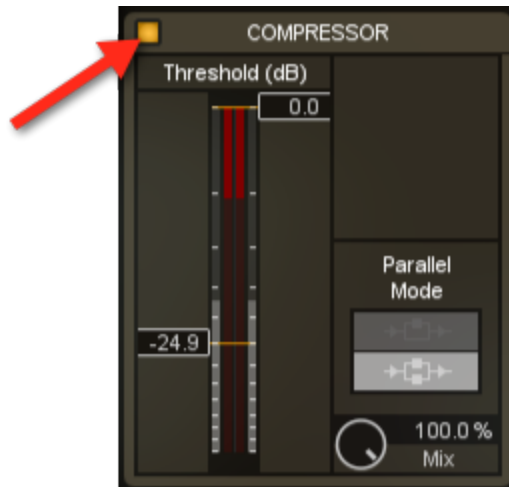 COMPRESSOR
Threshold (dB)
0.0
Parallel
Mode
-24.9
100.0 %
Mix